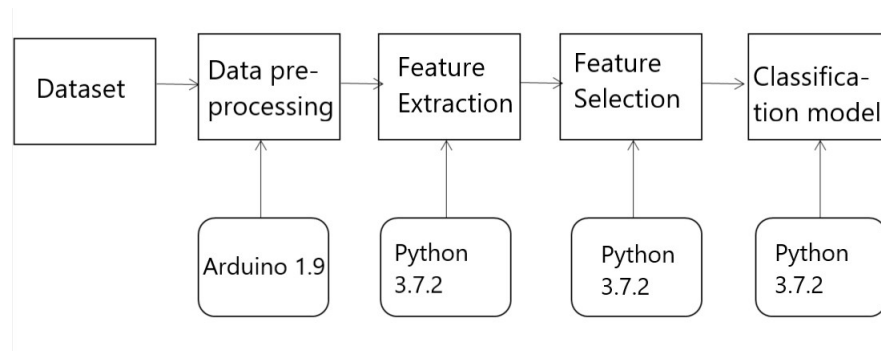 Dataset
Data pre-
processing
Feature
Extraction
Feature
Selection
Classifica-
tion model
Arduino 1.9
Python
3.7.2
Python
3.7.2
Python
3.7.2